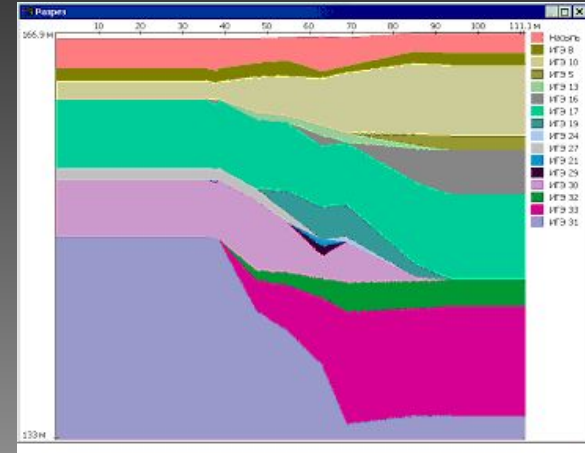 Разрез
10 20 30 40 50 60 70 80 90 100 111.1 м
166.9 м
Насыпь
ИГЭ 8
ИГЭ 10
ИГЭ 5
ИГЭ 13
ИГЭ 16
ИГЭ 17
ИГЭ 19
ИГЭ 24
ИГЭ 27
ИГЭ 21
ИГЭ 29
ИГЭ 30
ИГЭ 32
ИГЭ 33
ИГЭ 31
133 м